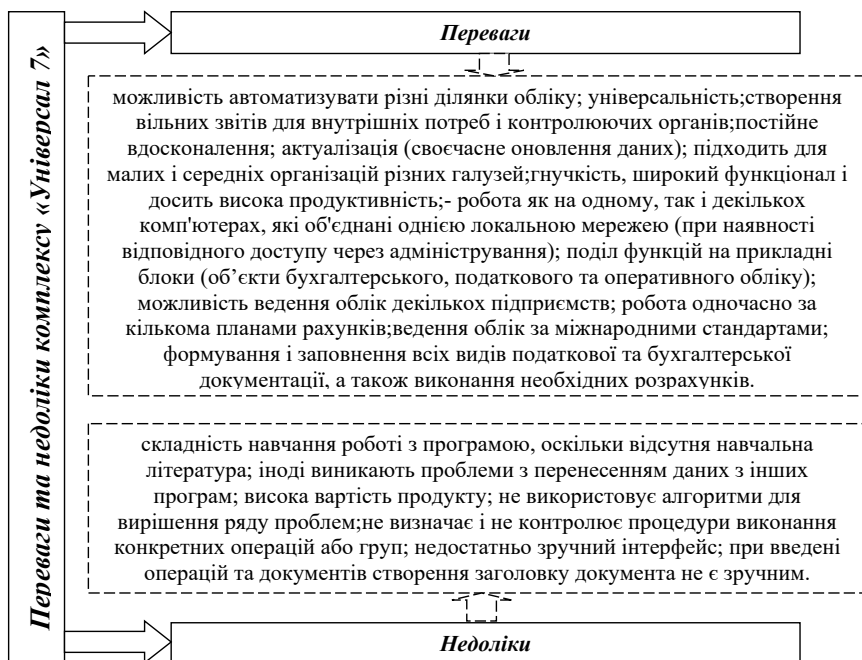 Переваги та недоліки комплексу «Універсал 7»
Переваги
можливість автоматизувати різні ділянки обліку; універсальність;створення
вільних звітів для внутрішніх потреб і контролюючих органів;постійне
вдосконалення; актуалізація (своєчасне оновлення даних); підходить для
малих і середніх організацій різних галузей;гнучкість, широкий функціонал і
досить висока продуктивність;- робота як на одному, так і декількох
комп'ютерах, які об'єднані однією локальною мережею (при наявності
відповідного доступу через адміністрування); поділ функцій на прикладні
блоки (об’єкти бухгалтерського, податкового та оперативного обліку);
можливість ведення облік декількох підприємств; робота одночасно за
кількома планами рахунків;ведення облік за міжнародними стандартами;
формування і заповнення всіх видів податкової та бухгалтерської
документації, а також виконання необхідних розрахунків.
складність навчання роботі з програмою, оскільки відсутня навчальна
література; іноді виникають проблеми з перенесенням даних з інших
програм; висока вартість продукту; не використовує алгоритми для
вирішення ряду проблем;не визначає і не контролює процедури виконання
конкретних операцій або груп; недостатньо зручний інтерфейс; при введені
операцій та документів створення заголовку документа не є зручним.
Недоліки